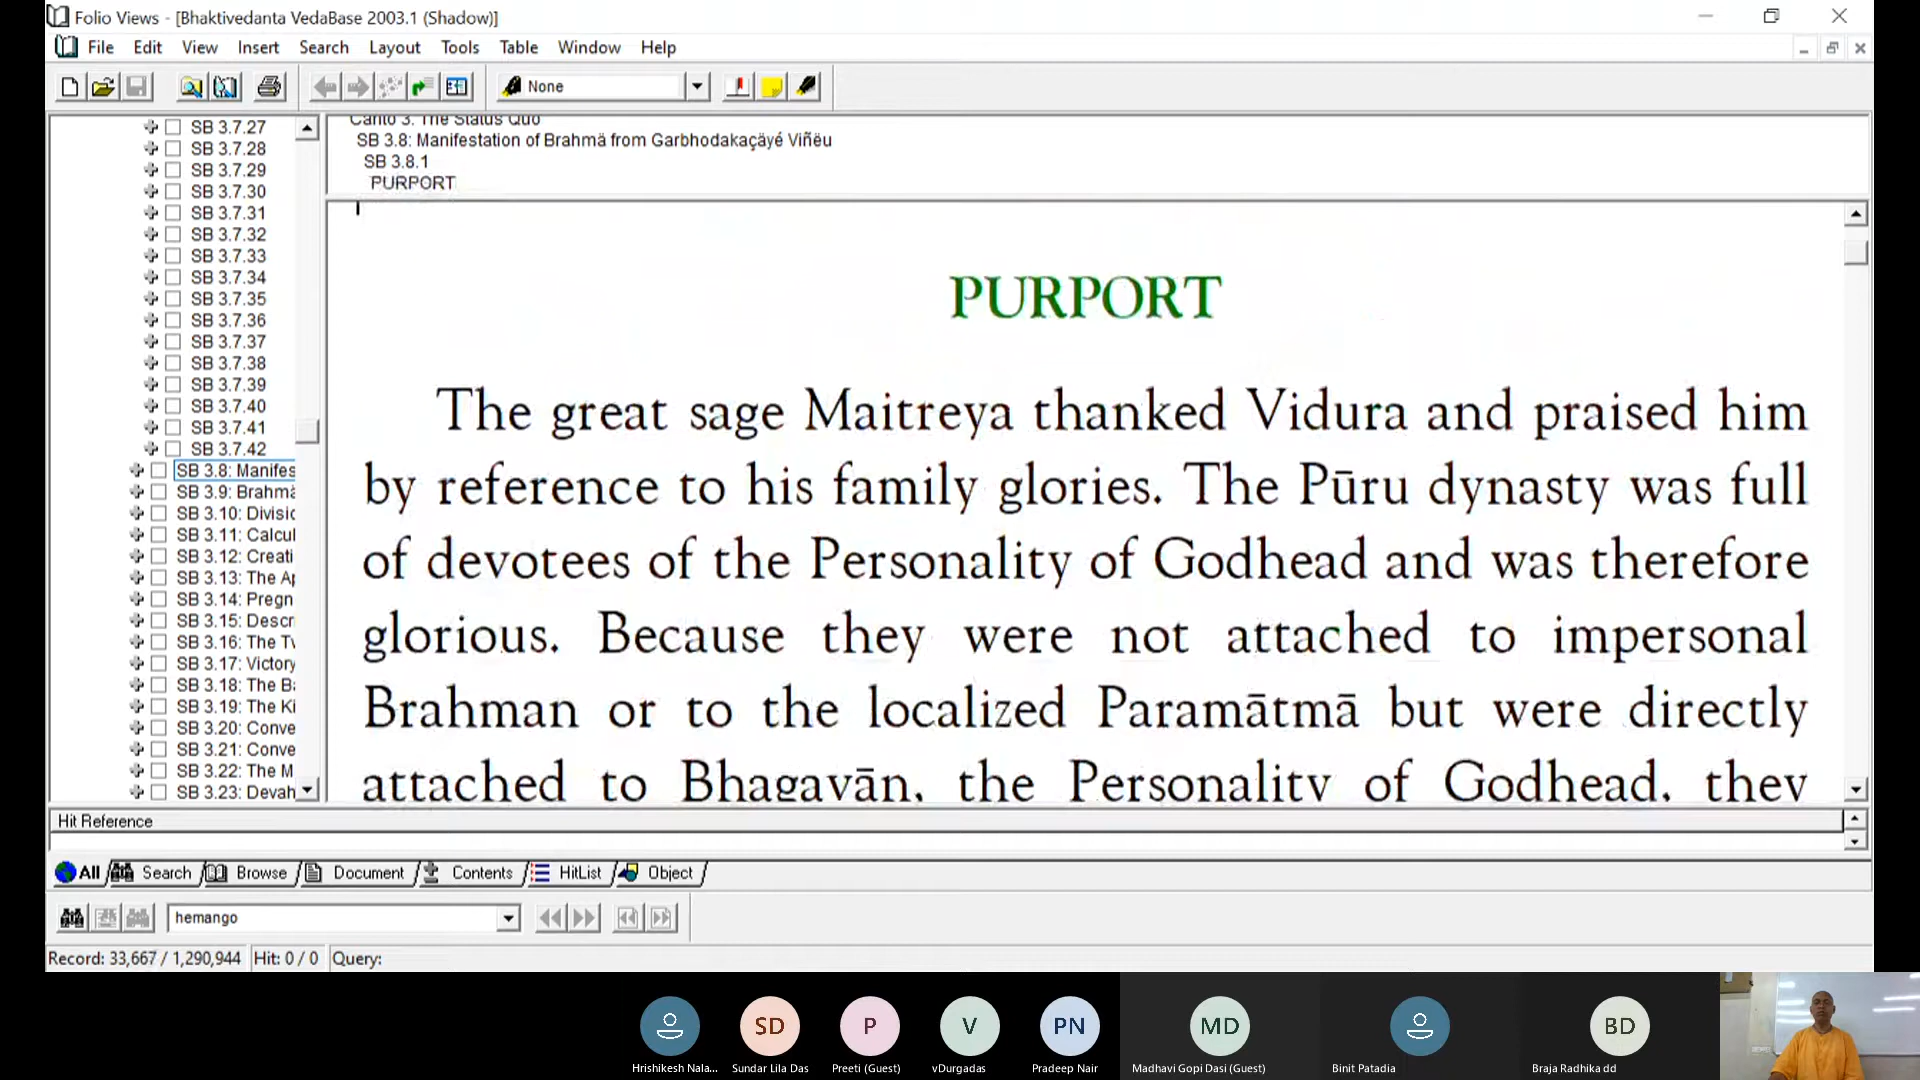 Folio Views - [Bhaktivedanta VedaBase 2003.1 (Shadow)]
File Edit View Insert Search Layout Tools Table Window Help
None
SB 3.7.27
SB 3.7.28
SB 3.7.29
SB 3.7.30
SB 3.7.31
SB 3.7.32
SB 3.7.33
SB 3.7.34
SB 3.7.35
SB 3.7.36
SB 3.7.37
SB 3.7.38
SB 3.7.39
SB 3.7.40
SB 3.7.41
SB 3.7.42
SB 3.8: Manifes
SB 3.9: Brahmä
SB 3.10: Divisic
SB 3.11: Calcul
SB 3.12: Creati
SB 3.13: The Ap
SB 3.14: Pregn
SB 3.15: Descr
SB 3.16: The Tw
SB 3.17: Victory
SB 3.18: The Ba
SB 3.19: The Ki
SB 3.20: Conve
SB 3.21: Conve
SB 3.22: The M
SB 3.23: Devah
Canto 3: The Status Quo
SB 3.8: Manifestation of Brahmä from Garbhodakaçäyé Viñëu
SB 3.8.1
PURPORT
PURPORT
The great sage Maitreya thanked Vidura and praised him
by reference to his family glories. The Pūru dynasty was full
of devotees of the Personality of Godhead and was therefore
glorious. Because they were not attached to impersonal
Brahman or to the localized Paramātmā but were directly
attached to Bhagavān, the Personality of Godhead, they
Hit Reference
All Search Browse Document Contents HitList Object
hemango
Record: 33,667 / 1,290,944 Hit: 0 / 0 Query:
SD P V PN MD BD
Hrishikesh Nala... Sundar Lila Das Preeti (Guest) vDurgadas Pradeep Nair Madhavi Gopi Dasi (Guest) Binit Patadia Braja Radhika dd